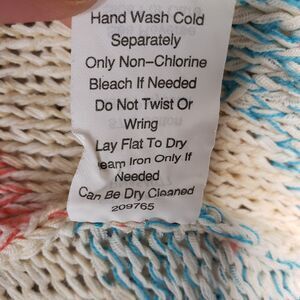 Hand Wash Cold
Separately
Only Non-Chlorine
Bleach If Needed
Do Not Twist Or
Wring
Lay Flat To Dry
eam Iron Only If
Needed
Can Be Dry Cleaned
209765